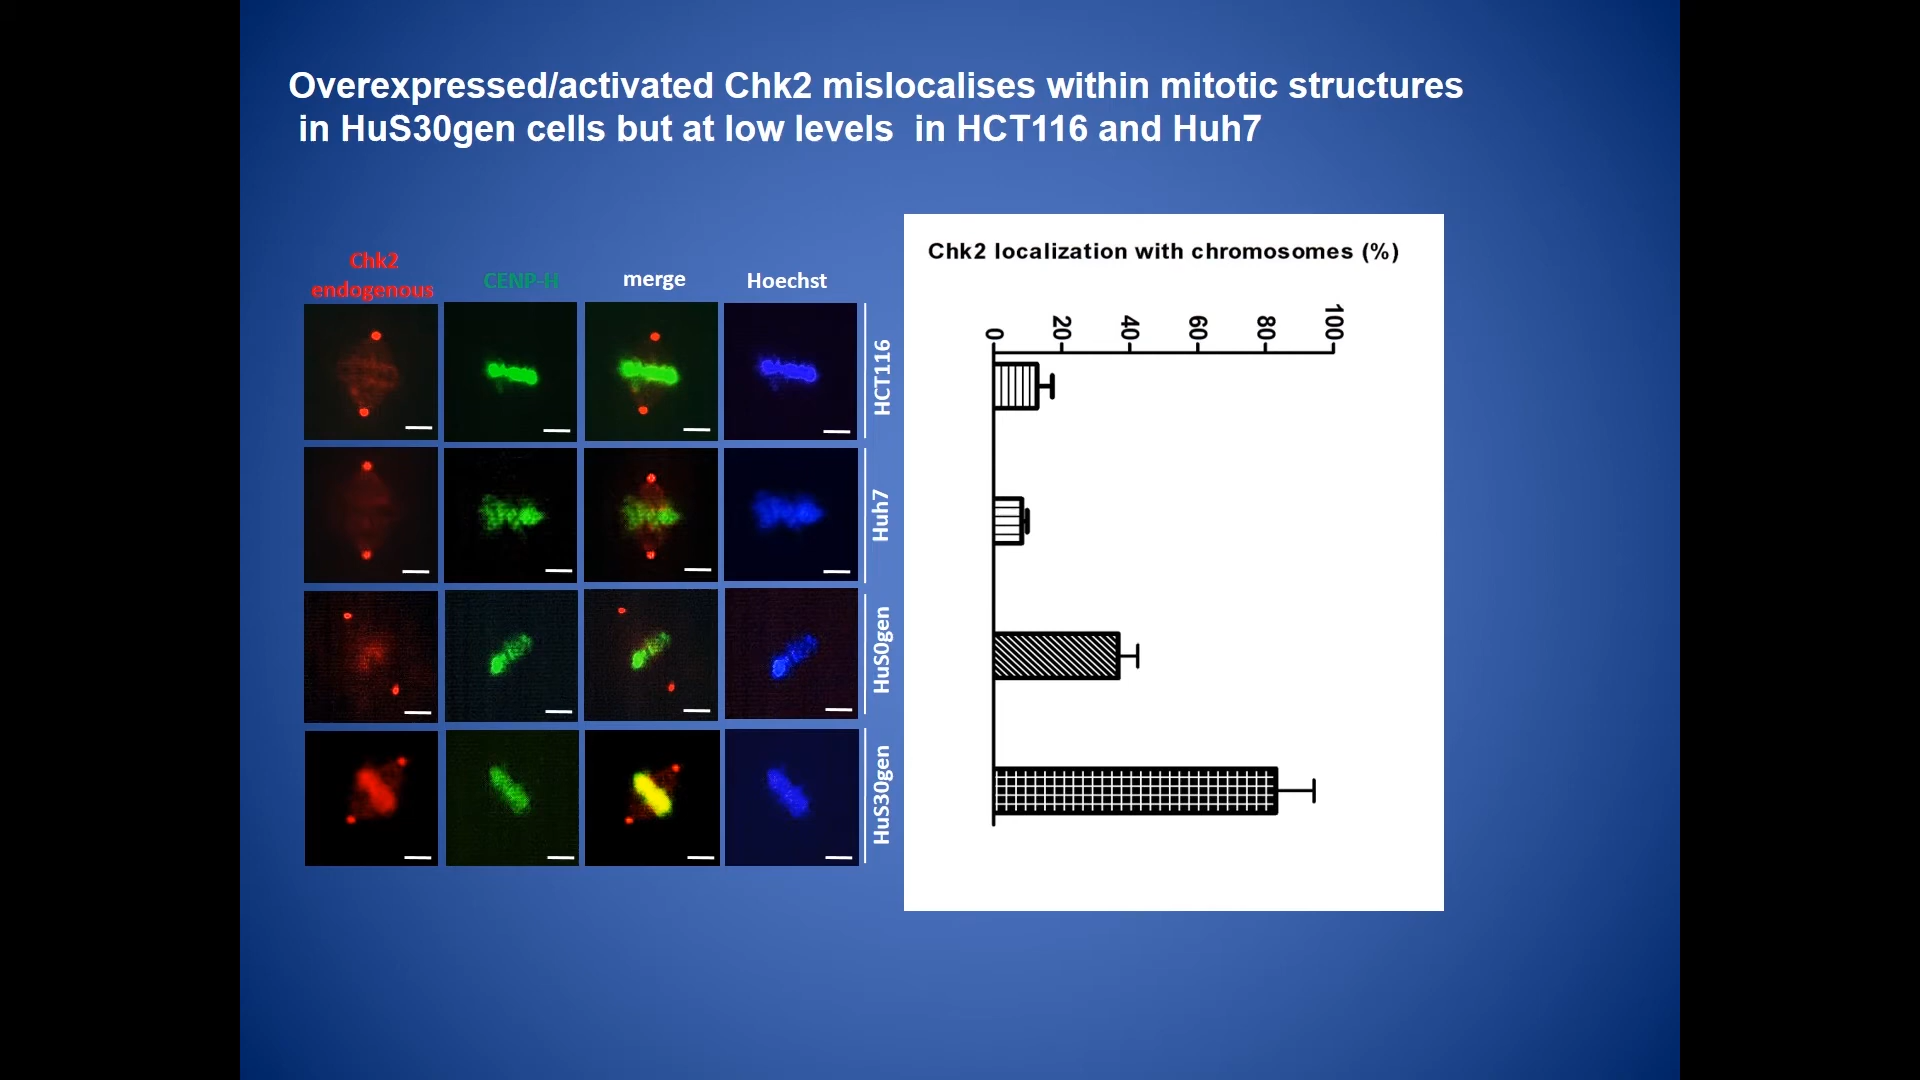 Overexpressed/activated Chk2 mislocalises within mitotic structures
in HuS30gen cells but at low levels in HCT116 and Huh7
Chk2
endogenous
CENP-H
merge
Hoechst
HCT116
Huh7
HuS0gen
HuS30gen
Chk2 localization with chromosomes (%)
0
20
40
60
80
100